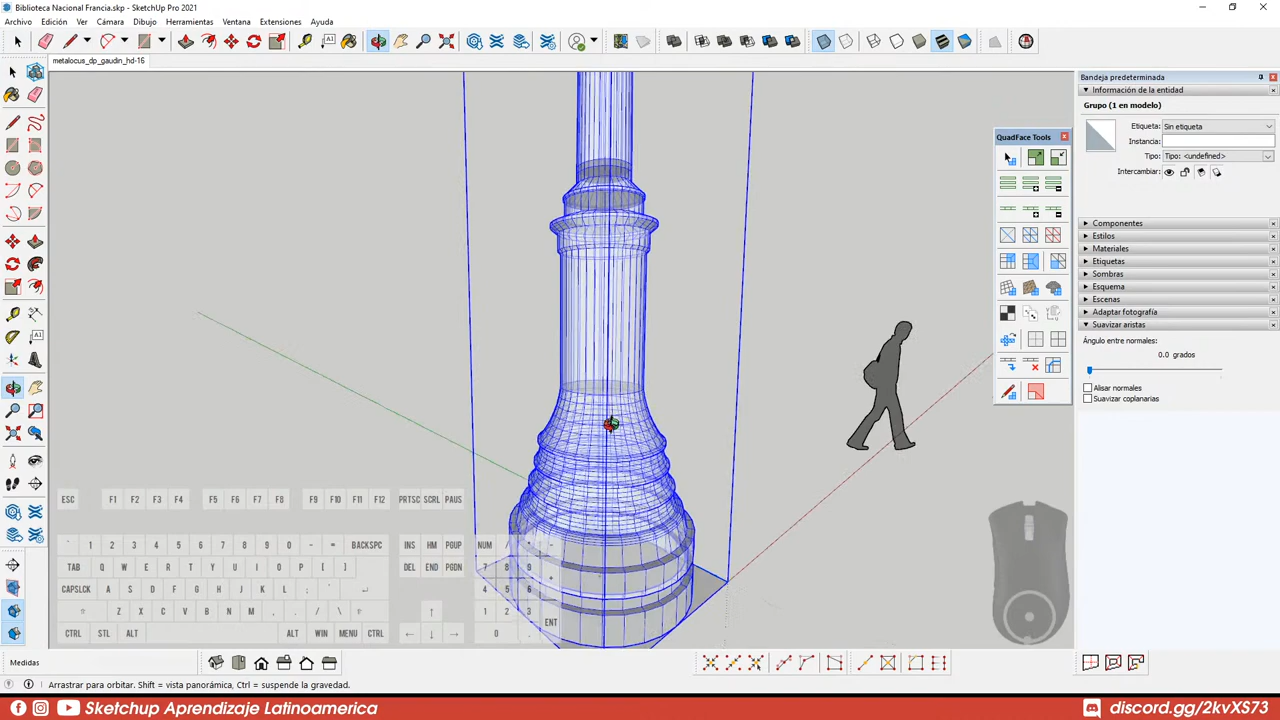 Biblioteca Nacional Francia.skp - SketchUp Pro 2021
Archivo Edición Ver Cámara Dibujo Herramientas Ventana Extensiones Ayuda
metalocus_dp_gaudin_hd-16
Bandeja predeterminada
Información de la entidad
Grupo (1 en modelo)
Etiqueta: Sin etiqueta
Instancia:
Tipo: Tipo: <undefined>
Intercambiar:
QuadFace Tools
Componentes
Estilos
Materiales
Etiquetas
Sombras
Esquema
Escenas
Adaptar fotografía
Suavizar aristas
Ángulo entre normales:
0.0 grados
Alisar normales
Suavizar coplanarias
ESC F1 F2 F3 F4 F5 F6 F7 F8 F9 F10 F11 F12 PRTSC SCRL PAUS
` 1 2 3 4 5 6 7 8 9 0 - = BACKSPC INS HM PGUP NUM / * -
TAB Q W E R T Y U I O P [ ] DEL END PGDN 7 8 9 +
CAPSLCK A S D F G H J K L ; ' 4 5 6
Z X C V B N M , . / \ 1 2 3 ENT
CTRL STL ALT ALT WIN MENU CTRL 0 .
Medidas
Arrastrar para orbitar. Shift = vista panorámica, Ctrl = suspende la gravedad.
Sketchup Aprendizaje Latinoamerica
discord.gg/2kvXS73